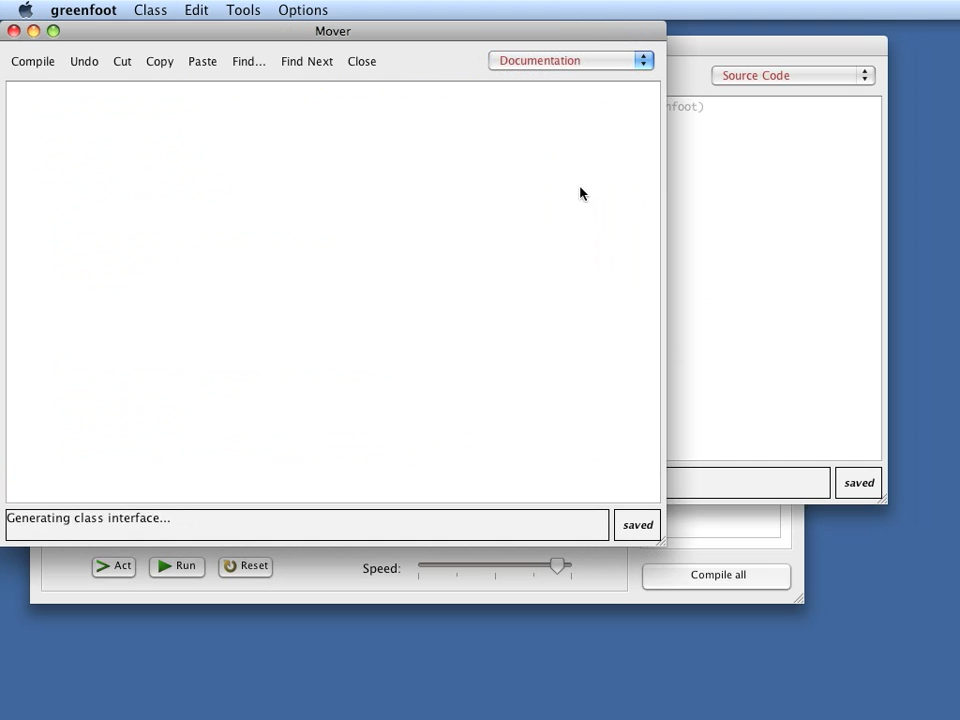 greenfoot Class Edit Tools Options
Mover
Compile Undo Cut Copy Paste Find... Find Next Close Documentation
Source Code
nfoot)
saved
Generating class interface...
saved
Act Run Reset Speed: Compile all